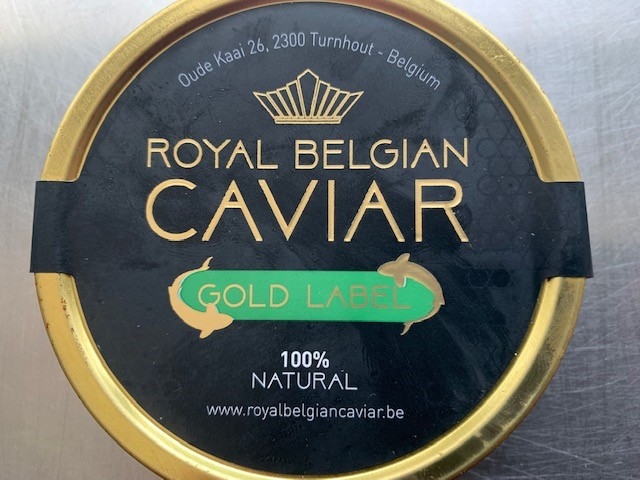 Oude Kaai 26, 2300 Turnhout - Belgium
ROYAL BELGIAN
CAVIAR
GOLD LABEL
100%
NATURAL
www.royalbelgiancaviar.be